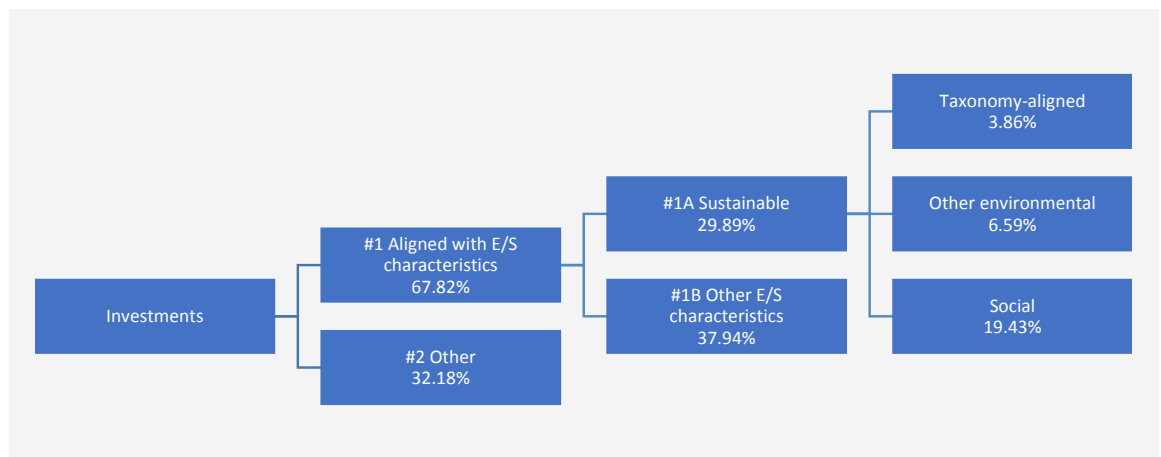 Investments
#1 Aligned with E/S
characteristics
67.82%
#2 Other
32.18%
#1A Sustainable
29.89%
#1B Other E/S
characteristics
37.94%
Taxonomy-aligned
3.86%
Other environmental
6.59%
Social
19.43%